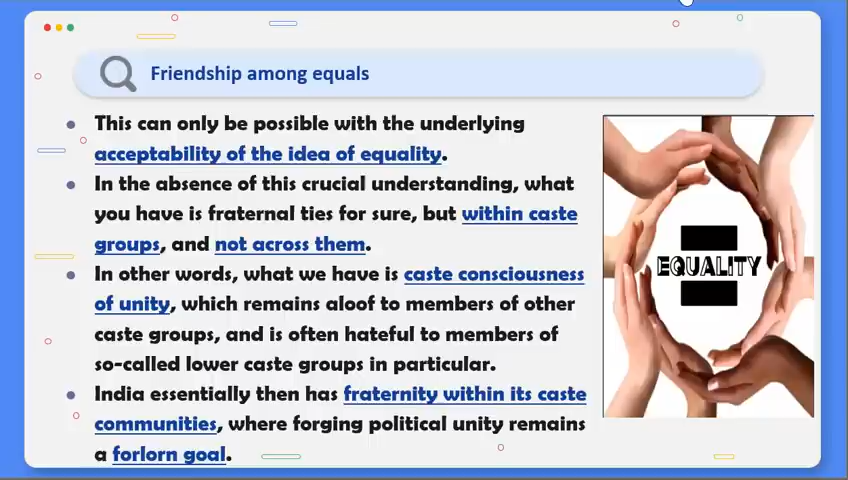 Friendship among equals
This can only be possible with the underlying
acceptability of the idea of equality.
In the absence of this crucial understanding, what
you have is fraternal ties for sure, but within caste
groups, and not across them.
In other words, what we have is caste consciousness
of unity, which remains aloof to members of other
caste groups, and is often hateful to members of
so-called lower caste groups in particular.
India essentially then has fraternity within its caste
communities, where forging political unity remains
a forlorn goal.
EQUALITY